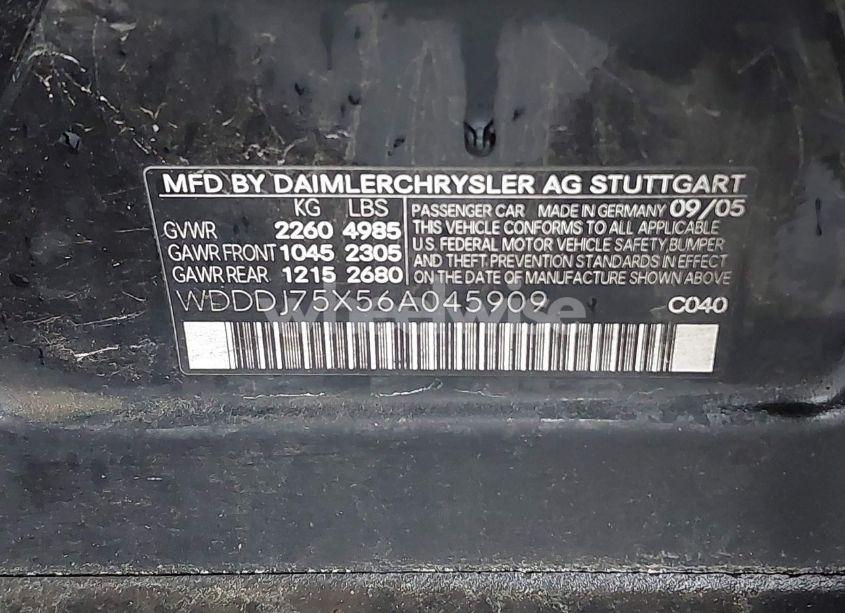 MFD BY DAIMLERCHRYSLER AG STUTTGART
KG LBS
GVWR 2260 4985
GAWR FRONT 1045 2305
GAWR REAR 1215 2680
PASSENGER CAR MADE IN GERMANY 09/05
THIS VEHICLE CONFORMS TO ALL APPLICABLE
U.S. FEDERAL MOTOR VEHICLE SAFETY, BUMPER
AND THEFT PREVENTION STANDARDS IN EFFECT
ON THE DATE OF MANUFACTURE SHOWN ABOVE
WDDDJ75X56A045909
C040
wheelwise